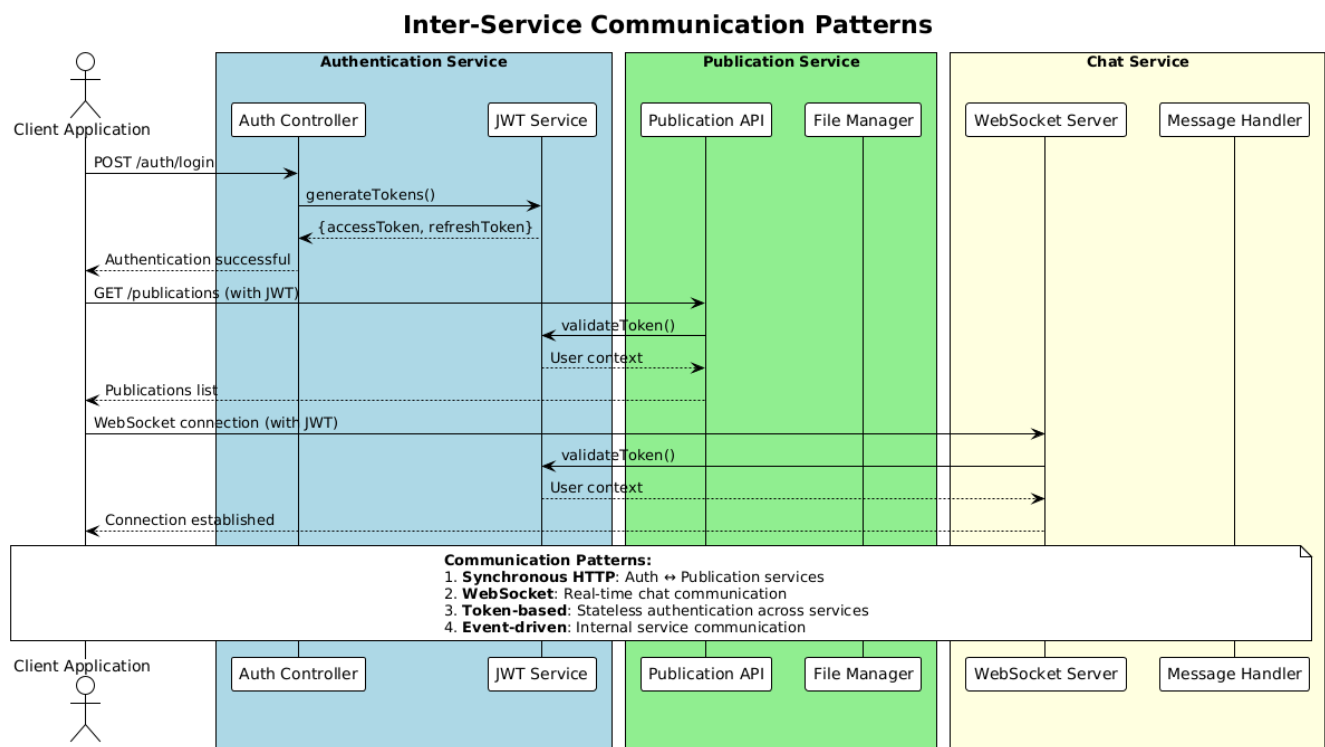 Inter-Service Communication Patterns
Authentication Service
Publication Service
Chat Service
Client Application
Auth Controller
JWT Service
Publication API
File Manager
WebSocket Server
Message Handler
POST /auth/login
generateTokens()
{accessToken, refreshToken}
Authentication successful
GET /publications (with JWT)
validateToken()
User context
Publications list
WebSocket connection (with JWT)
validateToken()
User context
Connection established
Communication Patterns:
1. Synchronous HTTP: Auth ↔ Publication services
2. WebSocket: Real-time chat communication
3. Token-based: Stateless authentication across services
4. Event-driven: Internal service communication
Client Application
Auth Controller
JWT Service
Publication API
File Manager
WebSocket Server
Message Handler